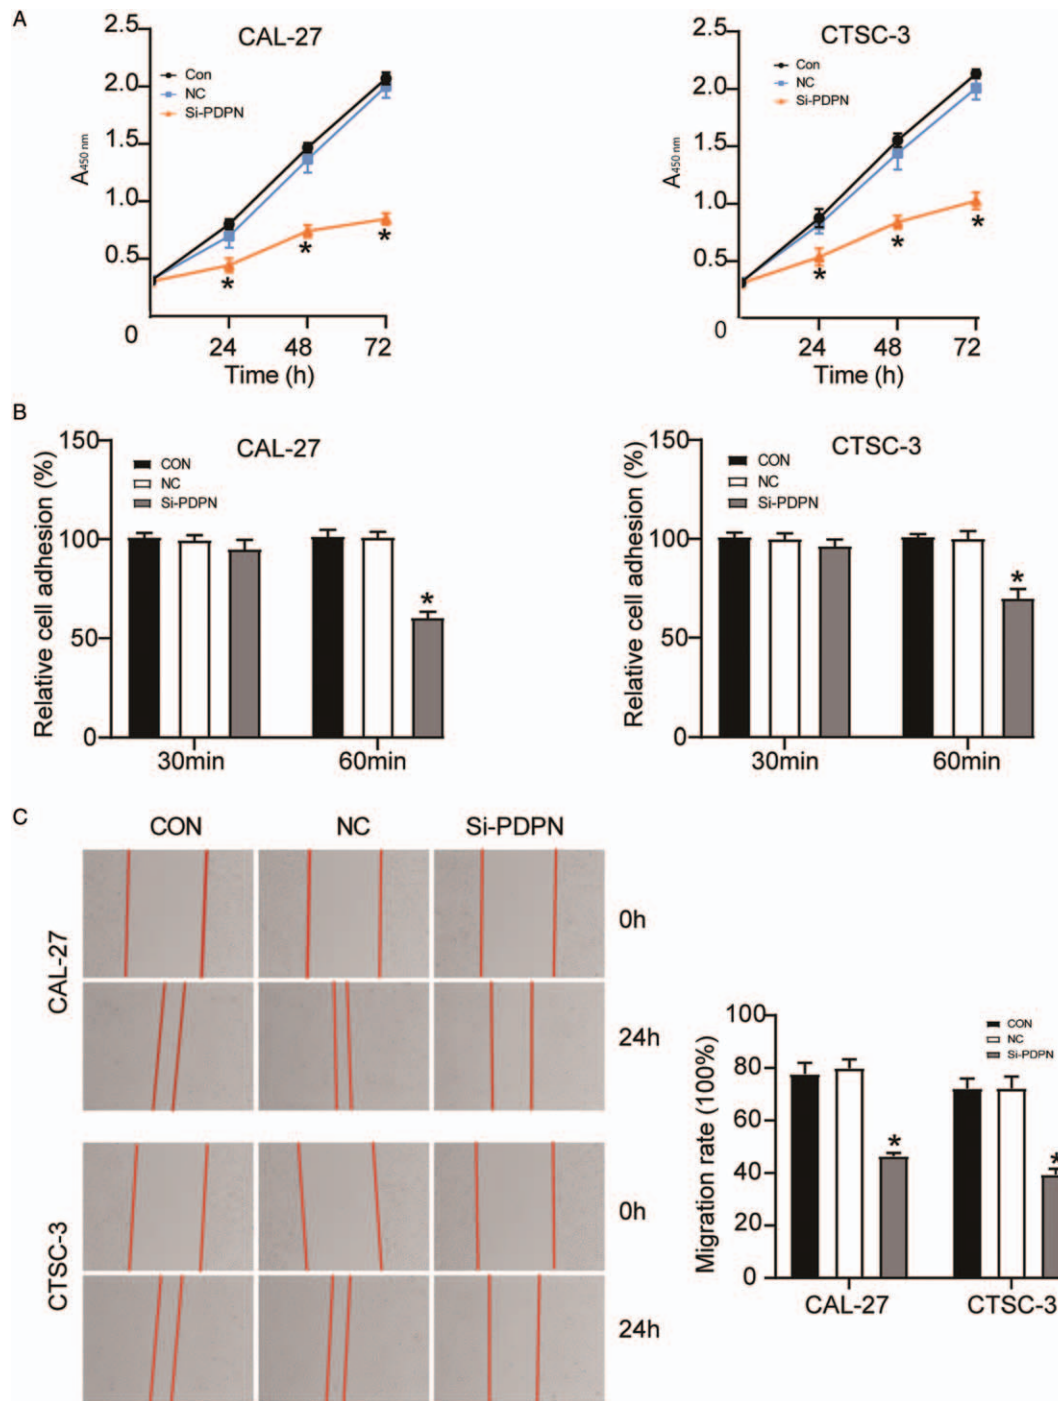 A
CAL-27
Con
NC
Si-PDPN
A450 nm
2.5
2.0
1.5
1.0
0.5
0
24 48 72
Time (h)
CTSC-3
Con
NC
Si-PDPN
A450 nm
2.5
2.0
1.5
1.0
0.5
0
24 48 72
Time (h)
* * *
* * *
B
CAL-27
CON
NC
Si-PDPN
Relative cell adhesion (%)
150
100
50
0
*
30min 60min
CTSC-3
CON
NC
Si-PDPN
Relative cell adhesion (%)
150
100
50
0
*
30min 60min
C
CON NC Si-PDPN
CAL-27
0h
24h
CTSC-3
0h
24h
Migration rate (100%)
100
80
60
40
20
0
CON
NC
Si-PDPN
* *
CAL-27 CTSC-3